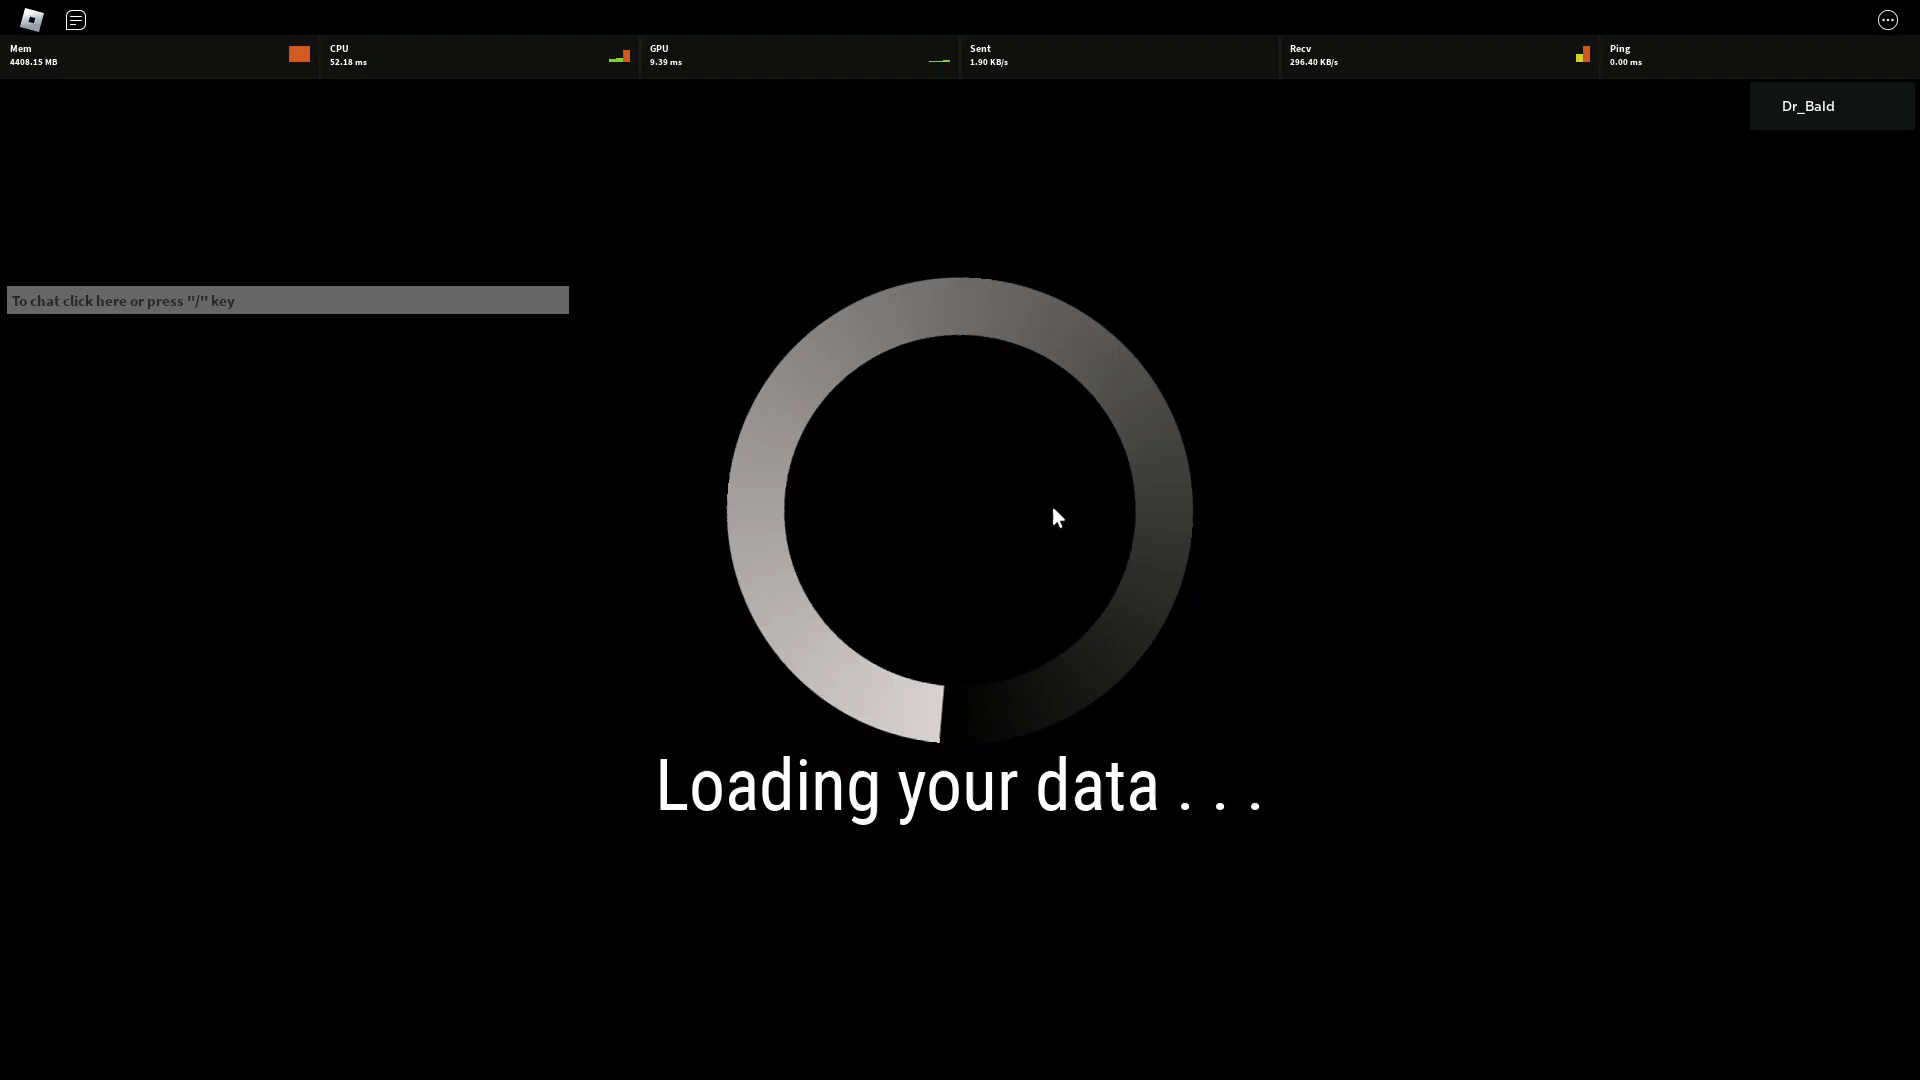 Mem
4408.15 MB
CPU
52.18 ms
GPU
9.39 ms
Sent
1.90 KB/s
Recv
296.40 KB/s
Ping
0.00 ms
Dr_Bald
To chat click here or press "/" key
Loading your data . . .